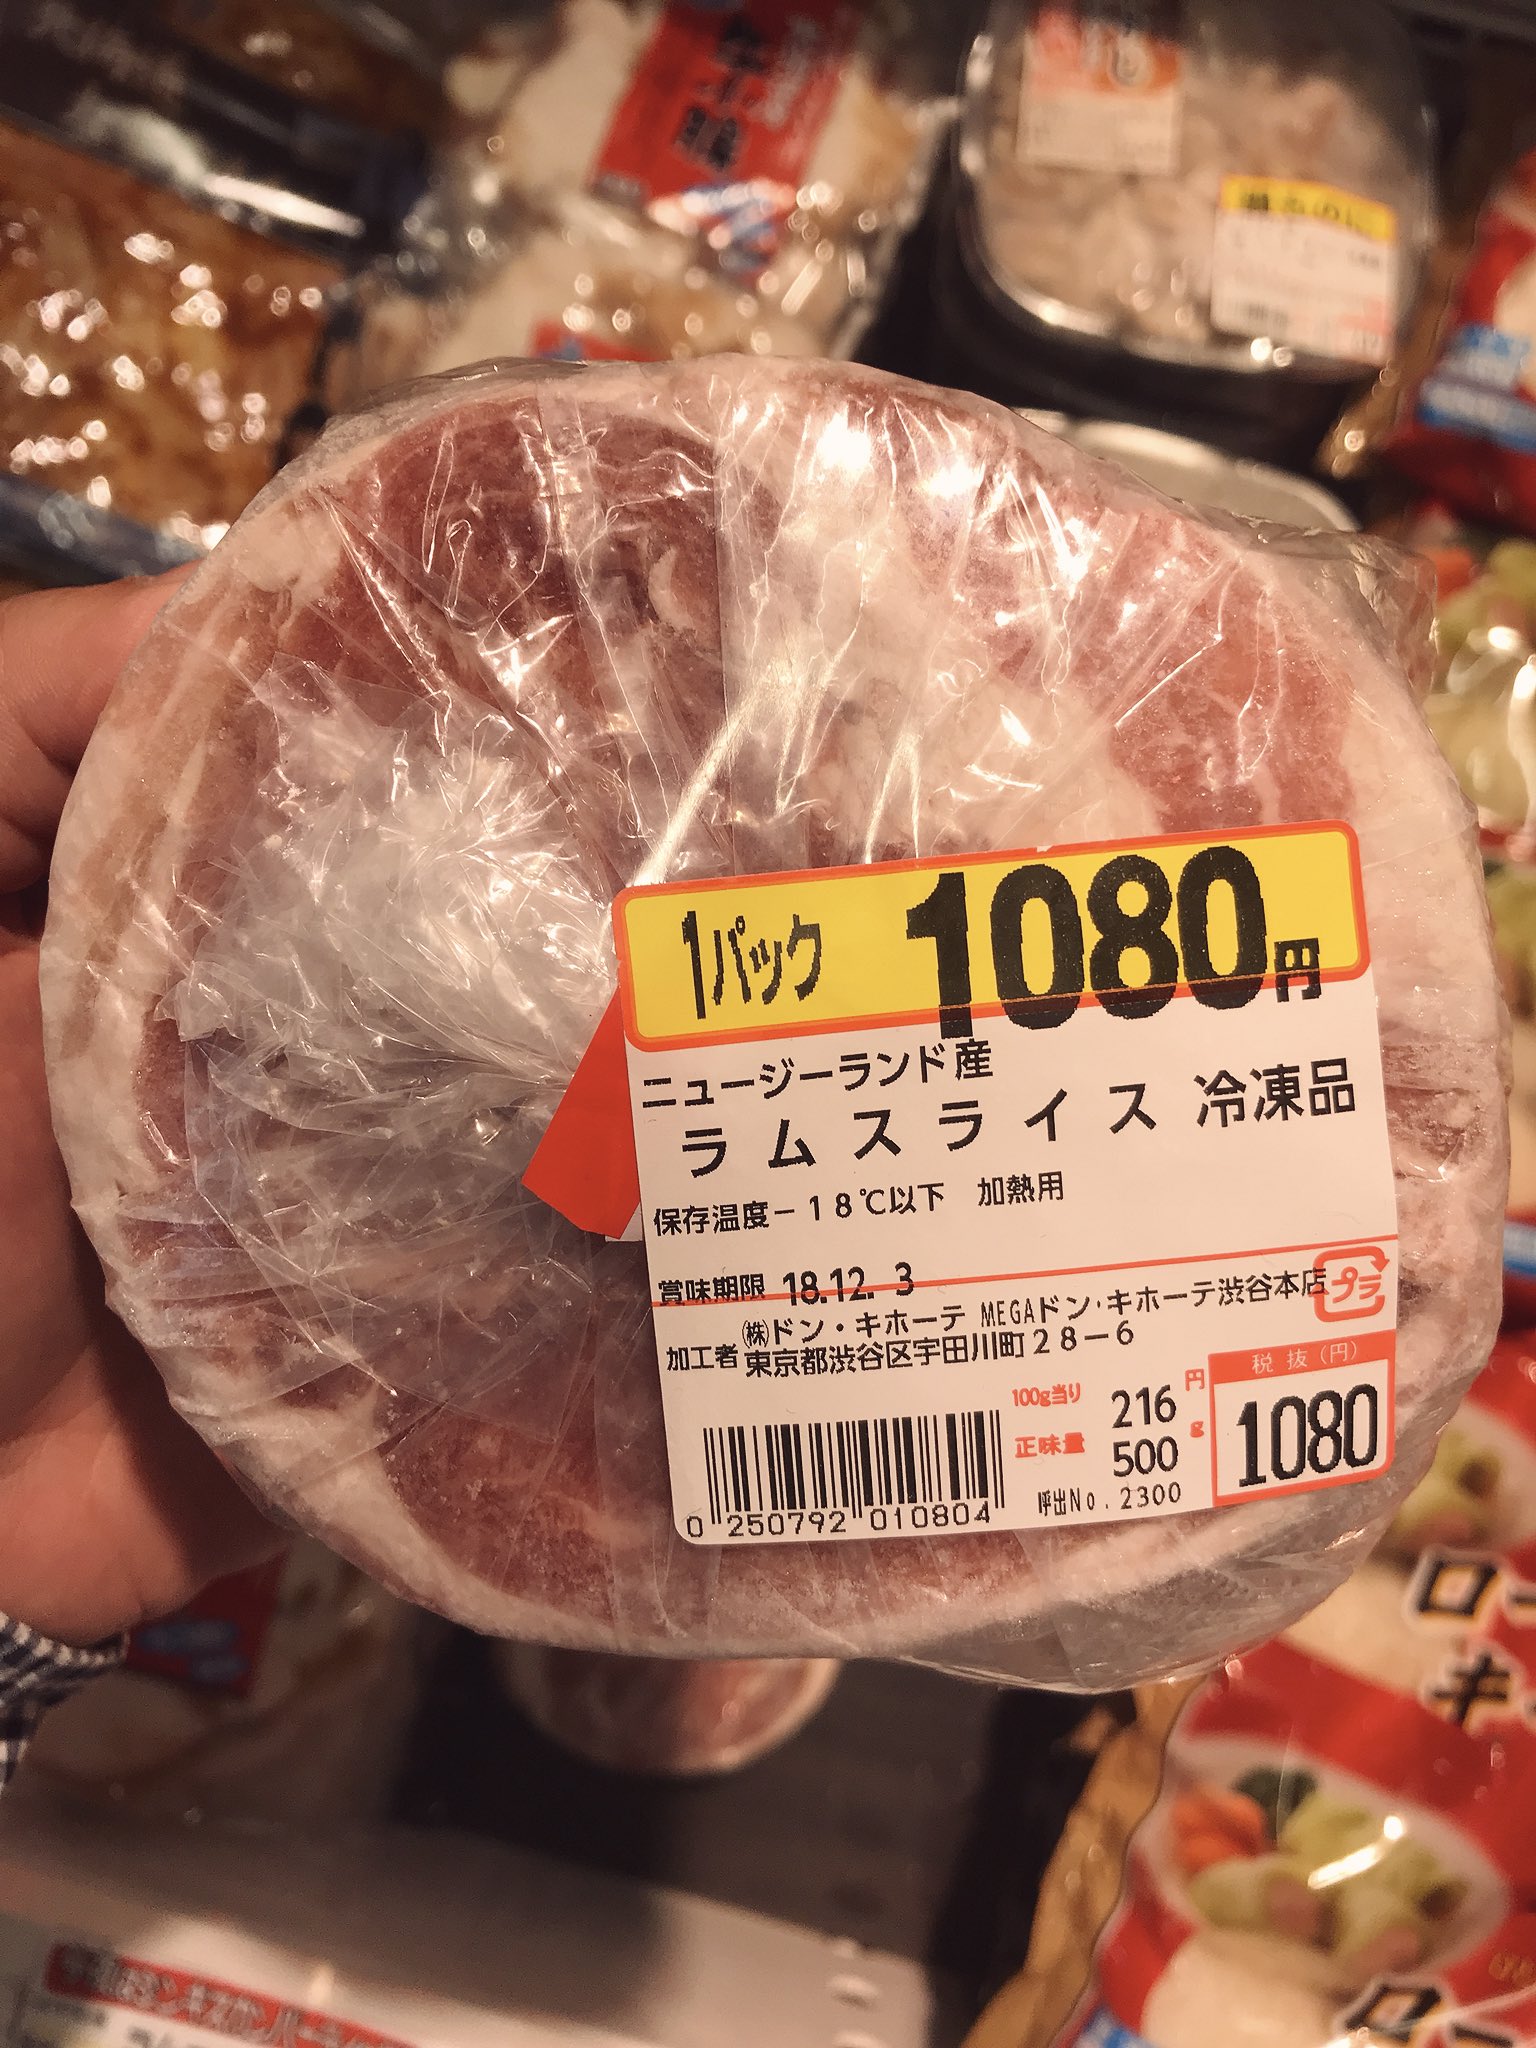 1パック 1080円
ニュージーランド産
ラムスライス 冷凍品
保存温度－18℃以下 加熱用
賞味期限 18.12. 3
プラ
加工者 ㈱ドン・キホーテ MEGAドン・キホーテ渋谷本店
東京都渋谷区宇田川町28－6
100g当り 216 円
正味量 500 g
税抜(円)
1080
呼出No.2300
0 250792 010804
ロー
キ